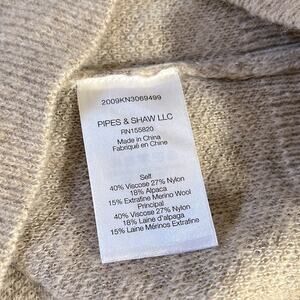 2009KN3069499
PIPES & SHAW LLC
RN155820
Made in China
Fabriqué en Chine
Self
40% Viscose 27% Nylon
18% Alpaca
15% Extrafine Merino Wool
Principal
40% Viscose 27% Nylon
18% Laine d'alpaga
15% Laine Mérinos Extrafine